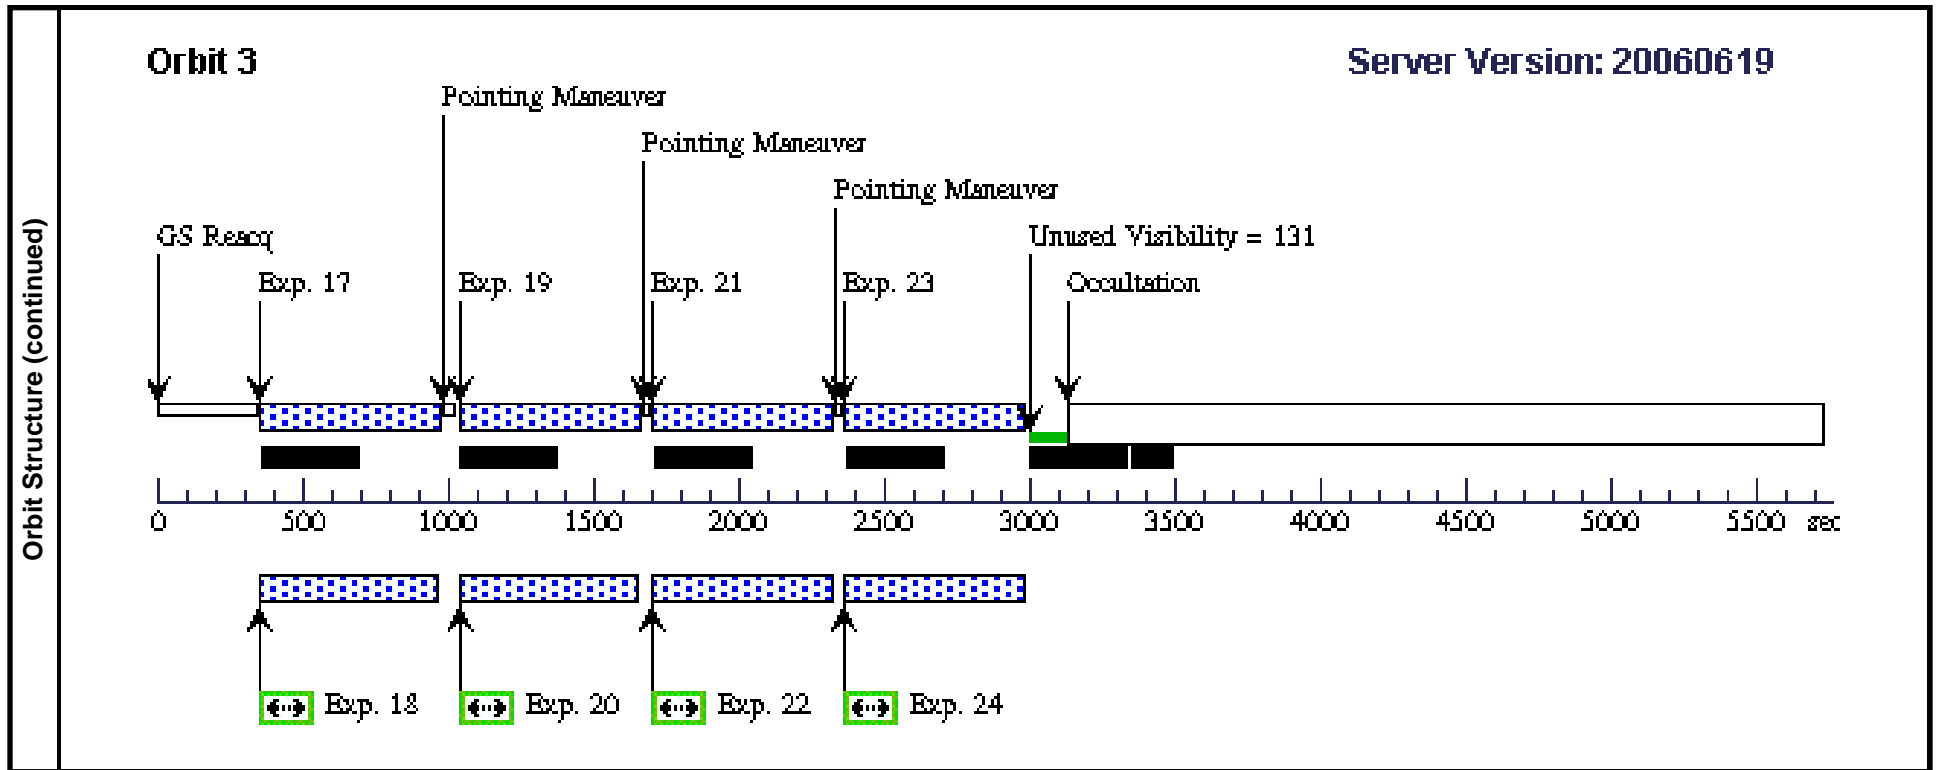 Orbit 3
Server Version: 20060619
Pointing Maneuver
Pointing Maneuver
Pointing Maneuver
GS Reacq
Unused Visibility = 131
Exp. 17
Exp. 19
Exp. 21
Exp. 23
Occultation
Orbit Structure (continued)
0 500 1000 1500 2000 2500 3000 3500 4000 4500 5000 5500 sec
Exp. 18
Exp. 20
Exp. 22
Exp. 24